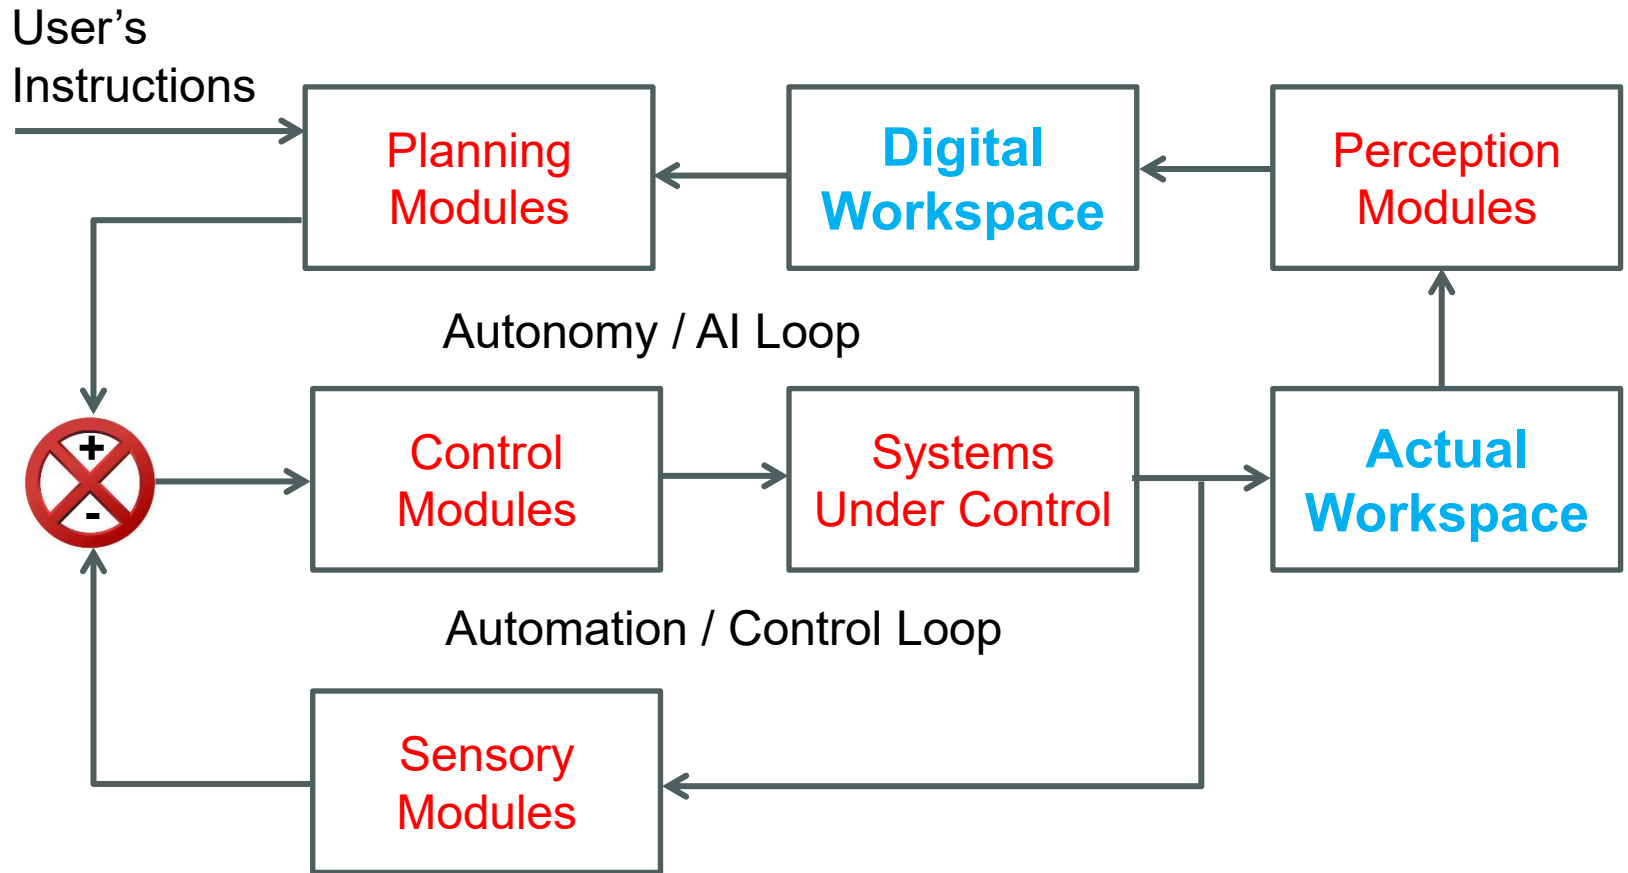 User’s
Instructions
Planning
Modules
Digital
Workspace
Perception
Modules
Autonomy / AI Loop
+
-
Control
Modules
Systems
Under Control
Actual
Workspace
Automation / Control Loop
Sensory
Modules